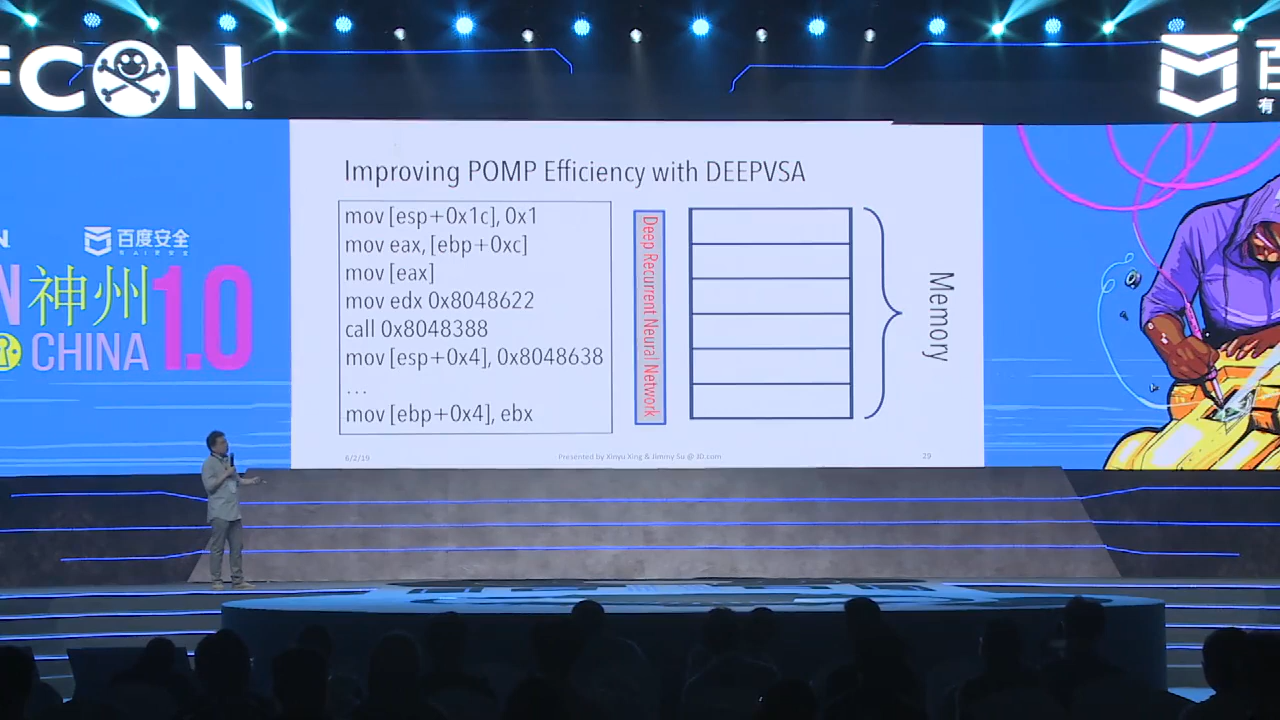 FCON.
百
有
Improving POMP Efficiency with DEEPVSA
mov [esp+0x1c], 0x1
mov eax, [ebp+0xc]
mov [eax]
mov edx 0x8048622
call 0x8048388
mov [esp+0x4], 0x8048638
...
mov [ebp+0x4], ebx
Deep Recurrent Neural Network
Memory
Presented by Xinyu Xing & Jimmy Su @ JD.com
29
N.
百度安全
N 神州 1.0
CHINA